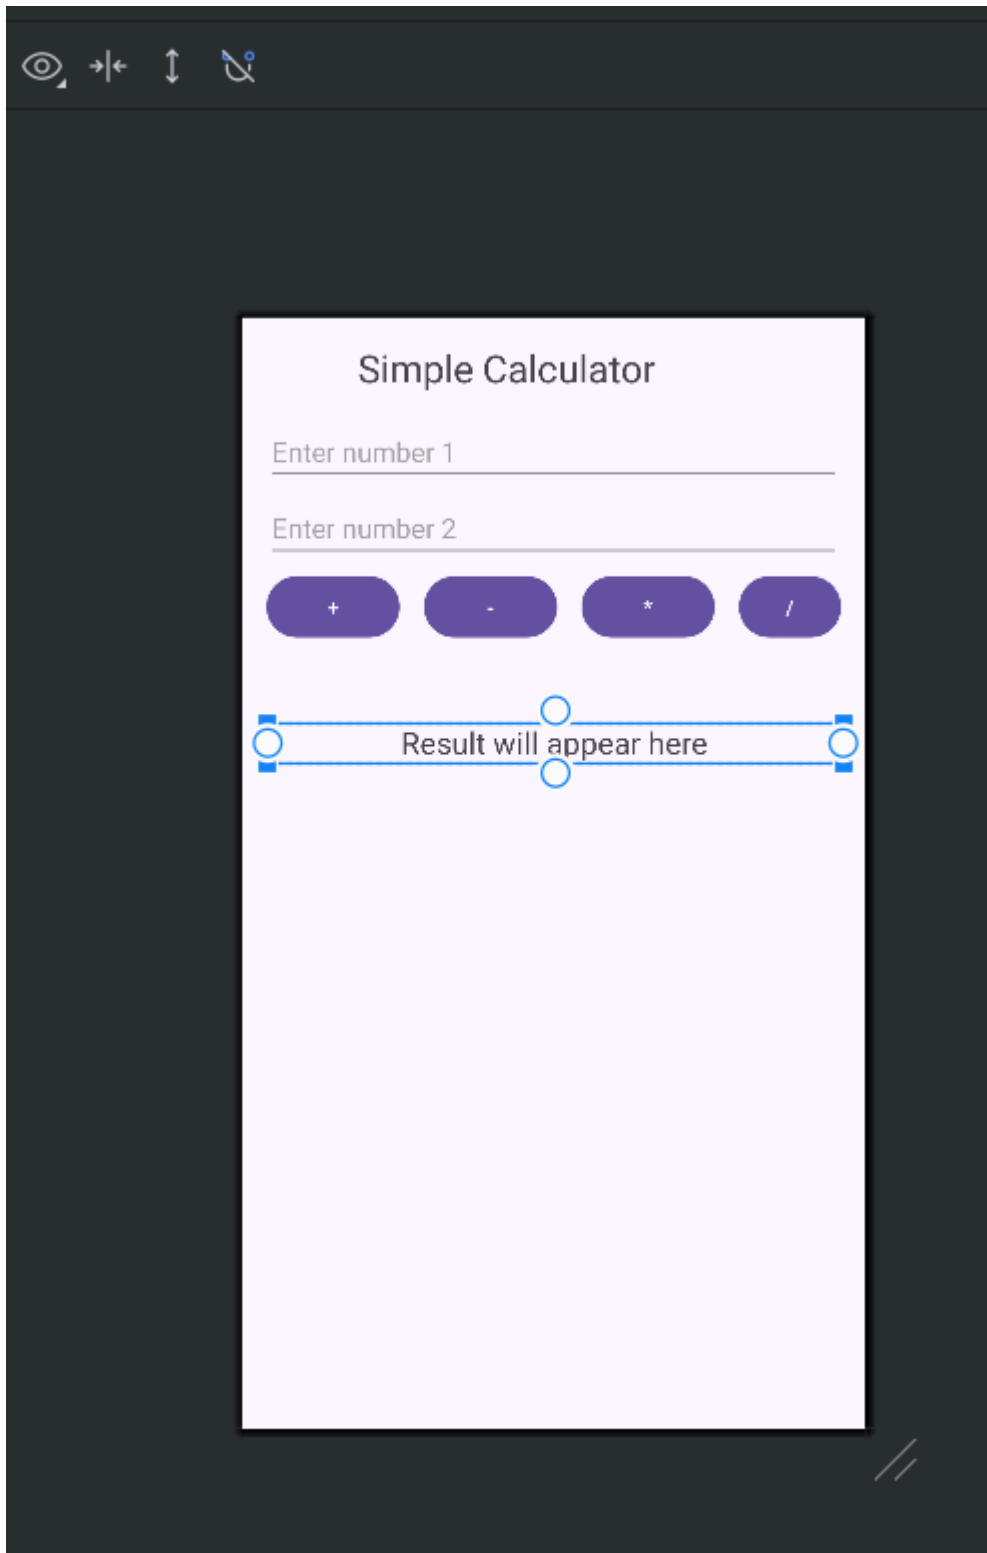 Simple Calculator
Enter number 1
Enter number 2
+ - * /
Result will appear here